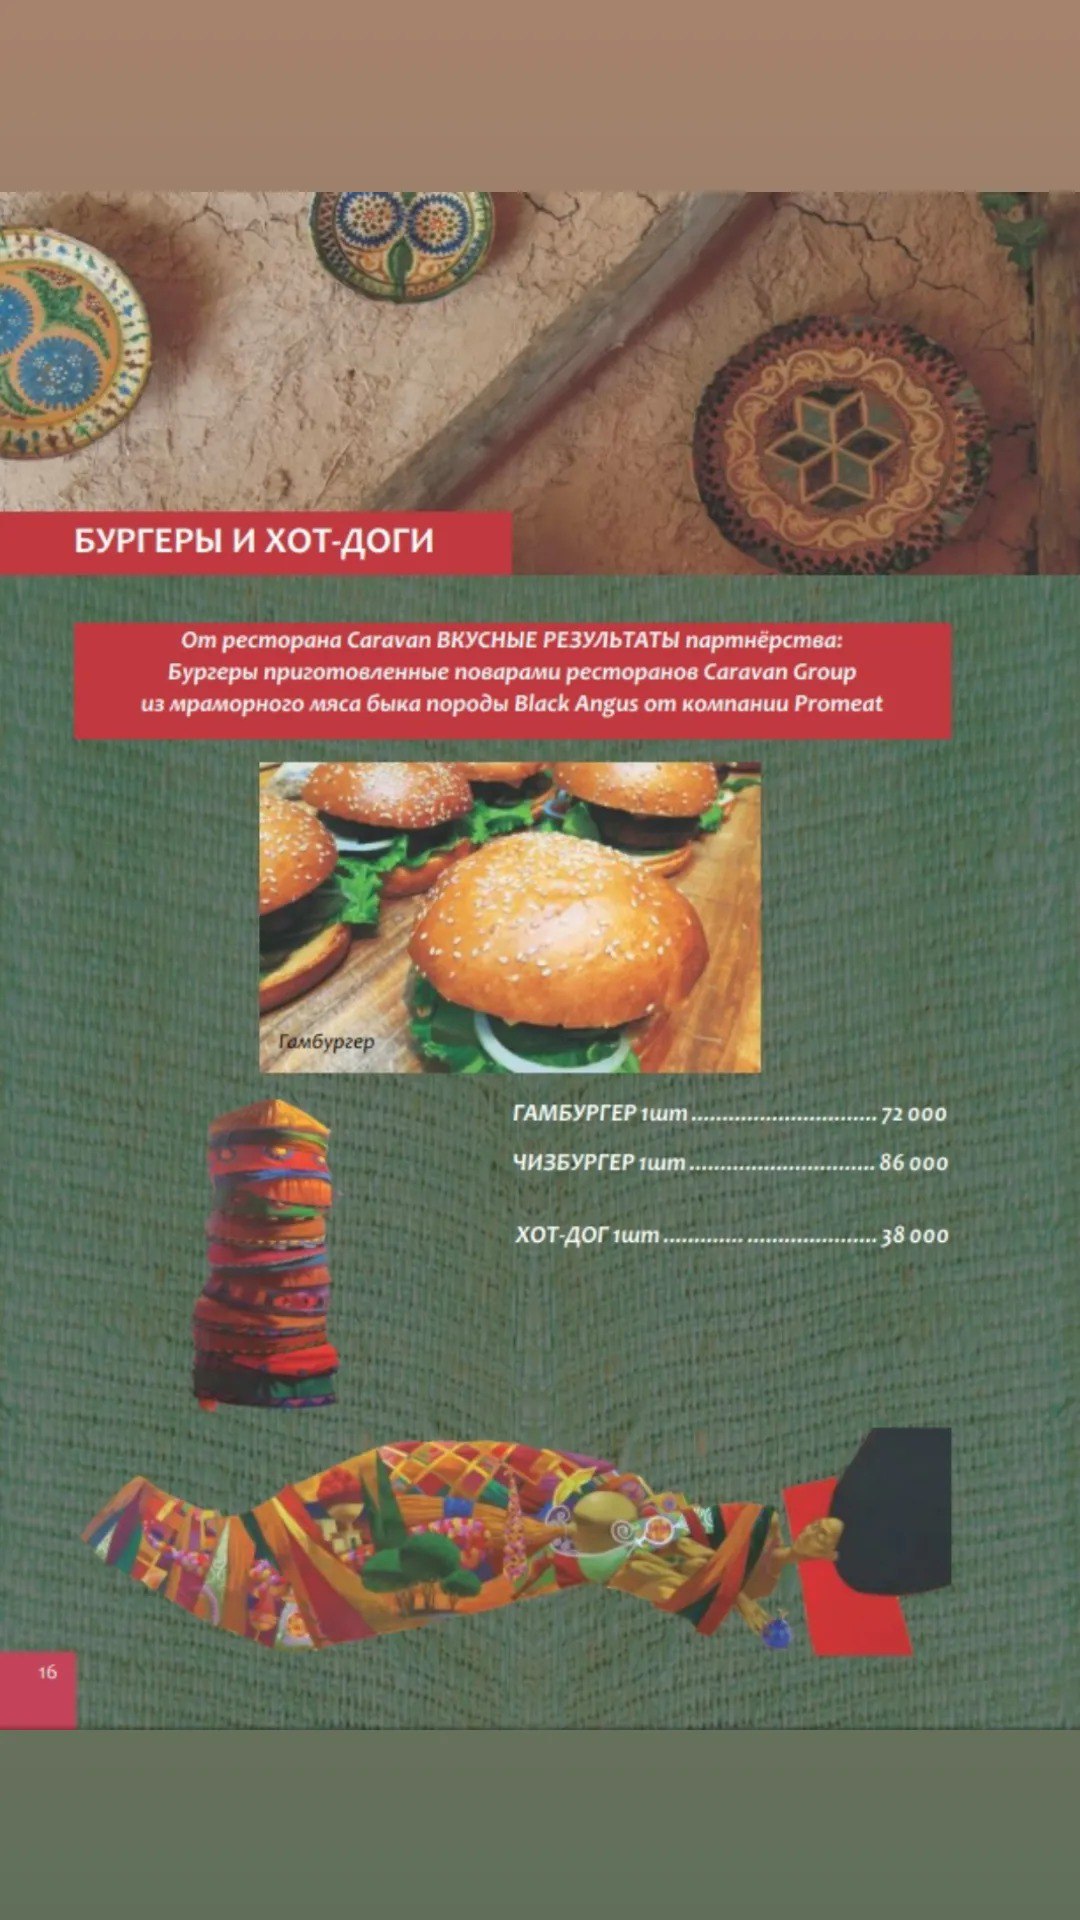 БУРГЕРЫ И ХОТ-ДОГИ
От ресторана Caravan ВКУСНЫЕ РЕЗУЛЬТАТЫ партнёрства:
Бургеры приготовленные поварами ресторанов Caravan Group
из мраморного мяса быка породы Black Angus от компании Promeat
Гамбургер
ГАМБУРГЕР 1шт.............................. 72 000
ЧИЗБУРГЕР 1шт.............................. 86 000
ХОТ-ДОГ 1шт............. ..................... 38 000
16